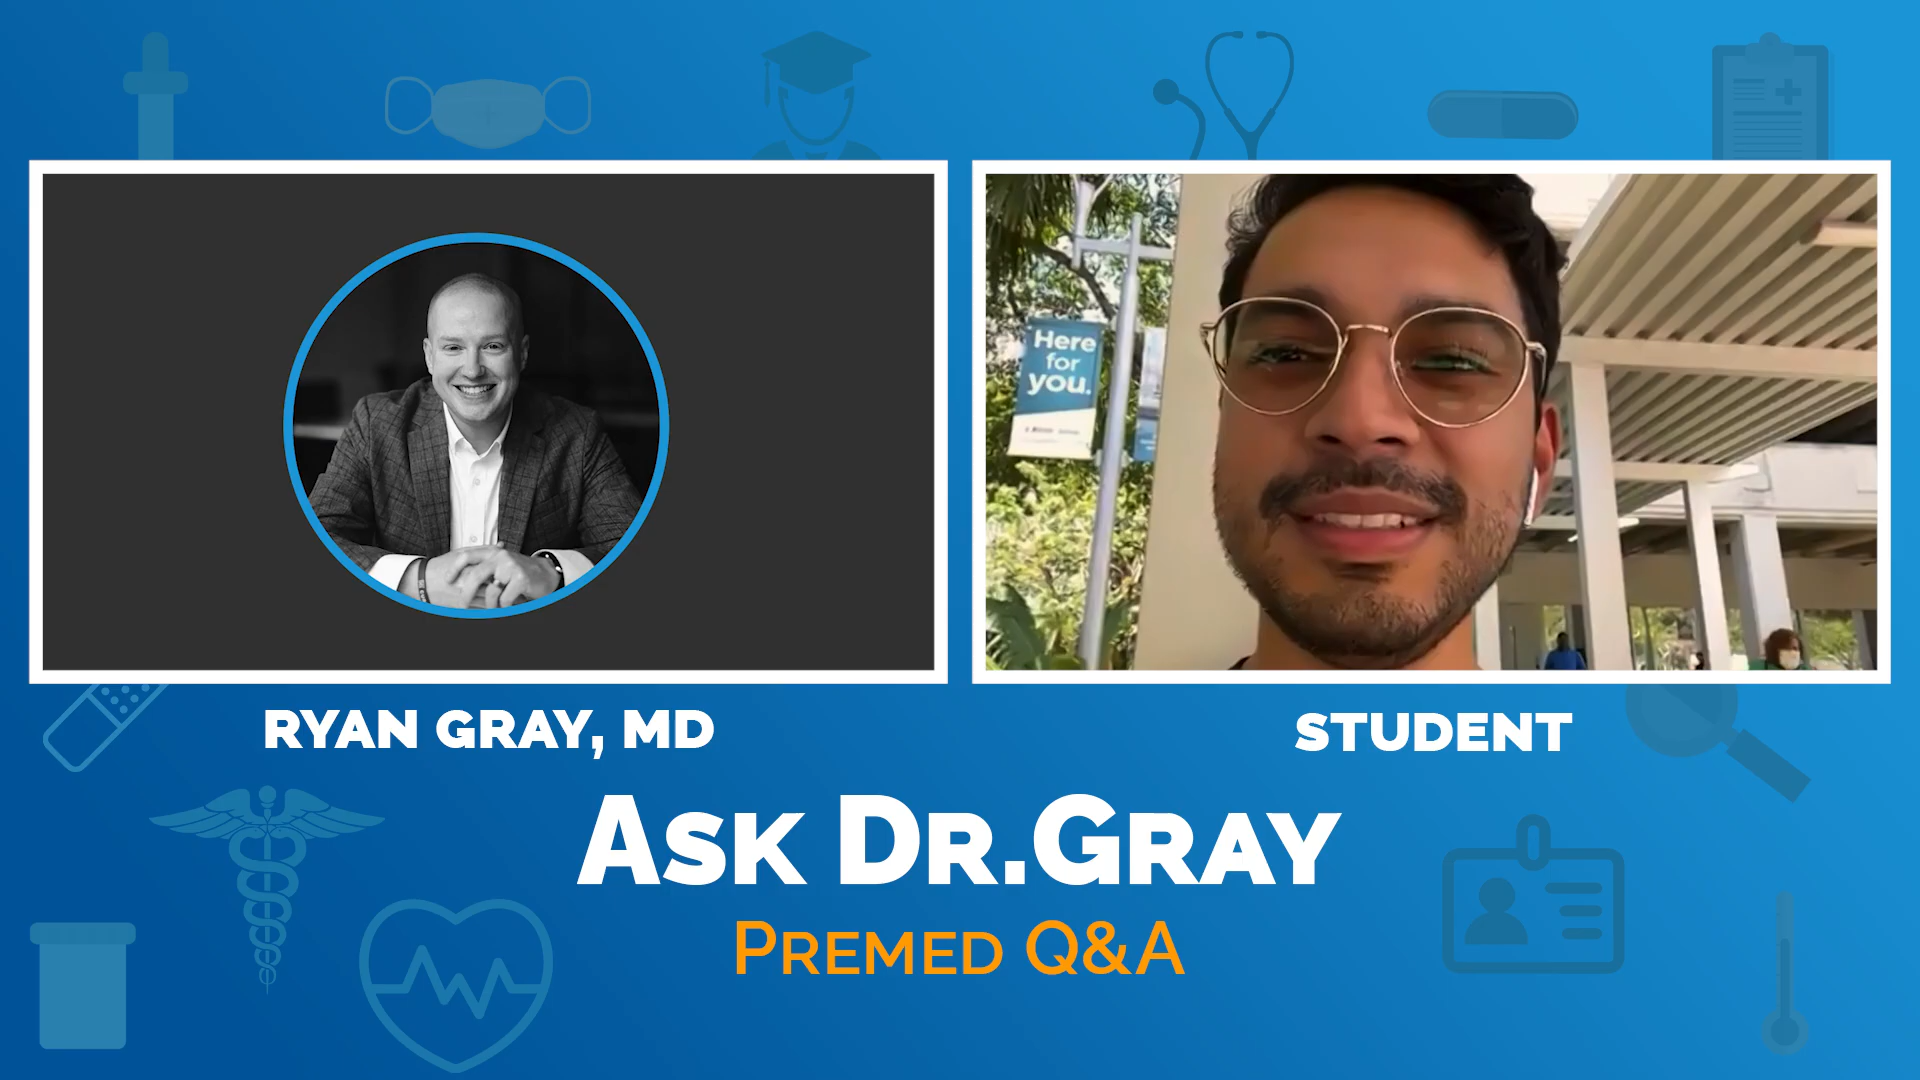 Here
for
you.
RYAN GRAY, MD
STUDENT
ASK DR.GRAY
PREMED Q&A